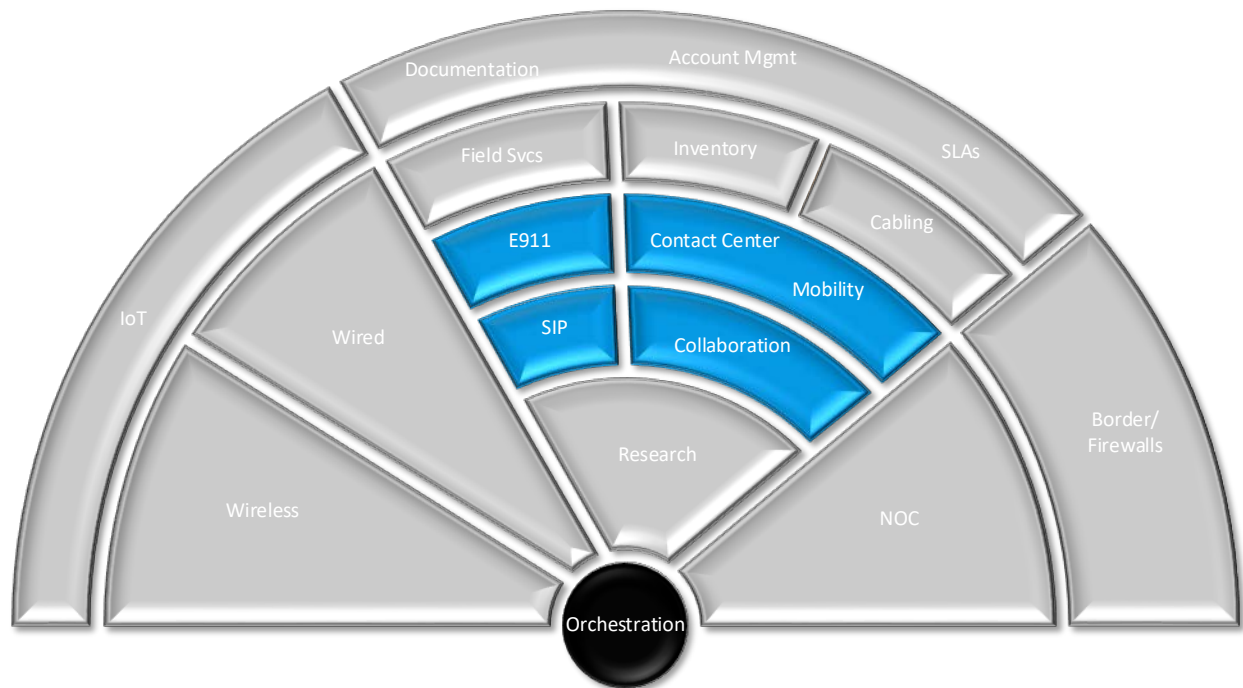 Documentation
Account Mgmt
SLAs
Field Svcs
Inventory
Cabling
E911
Contact Center
Mobility
SIP
Collaboration
IoT
Wired
Research
Border/
Firewalls
Wireless
NOC
Orchestration